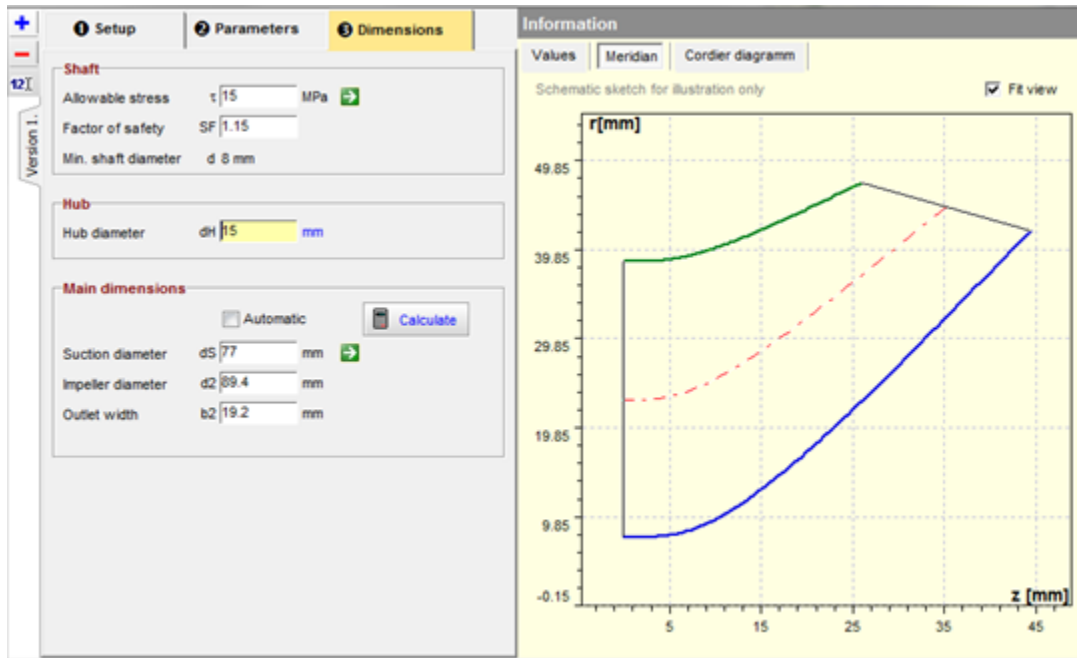 Setup
Parameters
Dimensions
12
Version 1.
Shaft
Allowable stress τ 15 MPa
Factor of safety SF 1.15
Min. shaft diameter d 8 mm
Hub
Hub diameter dH 15 mm
Main dimensions
Automatic Calculate
Suction diameter dS 77 mm
Impeller diameter d2 89.4 mm
Outlet width b2 19.2 mm
Information
Values Meridian Cordier diagramm
Schematic sketch for illustration only Fit view
r[mm]
49.85
39.85
29.85
19.85
9.85
-0.15
z [mm]
5 15 25 35 45